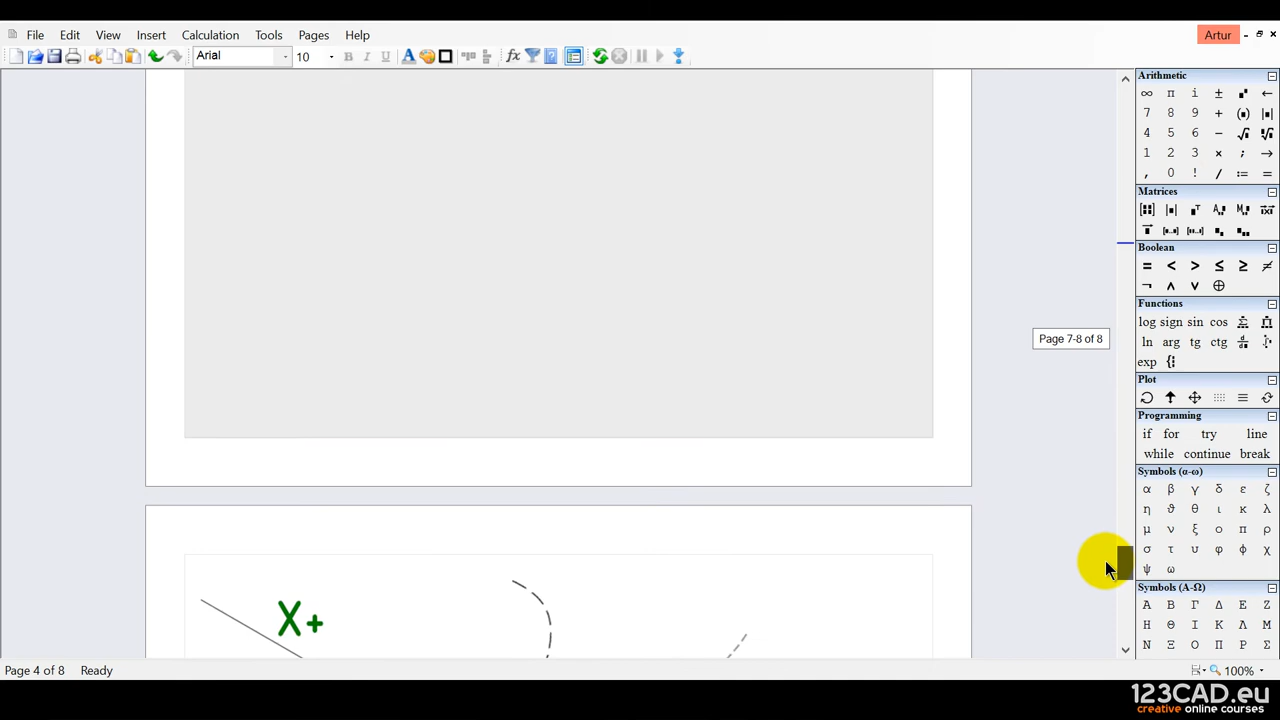 File Edit View Insert Calculation Tools Pages Help Artur
Arial 10 B I U A fx
Arithmetic
∞ π i ± ←
7 8 9 +
4 5 6 −
1 2 3 × ; →
, 0 ! / := =
Matrices
Boolean
= < > ≤ ≥ ≠
¬ ∧ ∨ ⊕
Functions
log sign sin cos
ln arg tg ctg
exp
Page 7-8 of 8
Plot
Programming
if for try line
while continue break
Symbols (α-ω)
α β γ δ ε ζ
η ϑ θ ι κ λ
μ ν ξ ο π ρ
σ τ υ φ ϕ χ
ψ ω
Symbols (Α-Ω)
Α Β Γ Δ Ε Ζ
Η Θ Ι Κ Λ Μ
Ν Ξ Ο Π Ρ Σ
X+
Page 4 of 8 Ready 100%
123CAD.eu
creative online courses